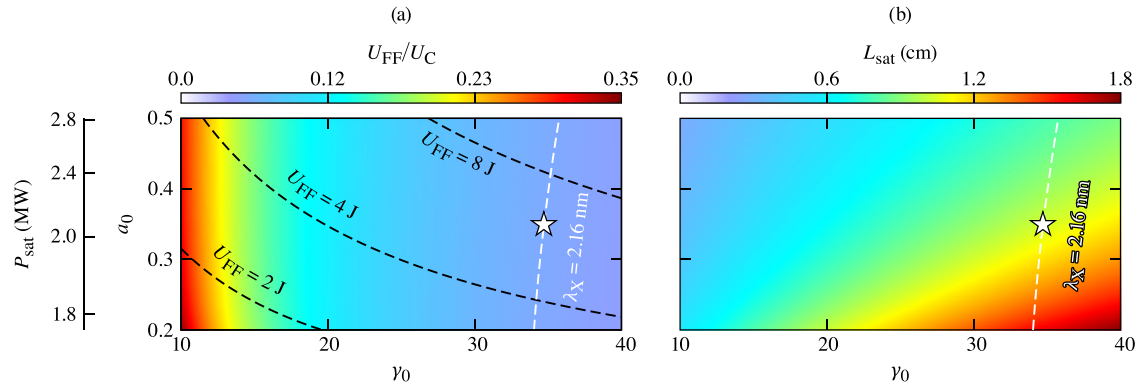 (a)
(b)
U_FF/U_C
L_sat (cm)
0.0 0.12 0.23 0.35
0.0 0.6 1.2 1.8
P_sat (MW)
2.8
2.4
2.0
1.8
a_0
0.5
0.4
0.3
0.2
U_FF = 8 J
U_FF = 4 J
U_FF = 2 J
λ_X = 2.16 nm
λ_X = 2.16 nm
10 20 30 40
10 20 30 40
γ_0
γ_0